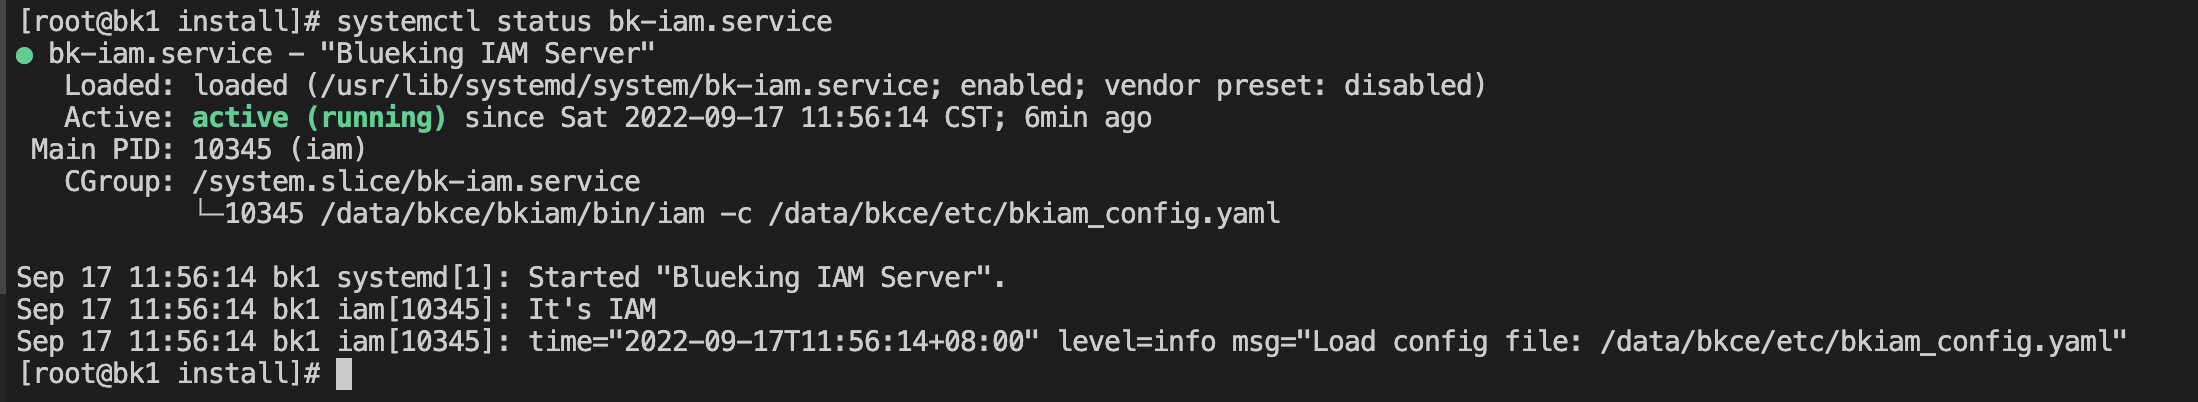 [root@bk1 install]# systemctl status bk-iam.service
● bk-iam.service - "Blueking IAM Server"
   Loaded: loaded (/usr/lib/systemd/system/bk-iam.service; enabled; vendor preset: disabled)
   Active: active (running) since Sat 2022-09-17 11:56:14 CST; 6min ago
 Main PID: 10345 (iam)
   CGroup: /system.slice/bk-iam.service
           └─10345 /data/bkce/bkiam/bin/iam -c /data/bkce/etc/bkiam_config.yaml

Sep 17 11:56:14 bk1 systemd[1]: Started "Blueking IAM Server".
Sep 17 11:56:14 bk1 iam[10345]: It's IAM
Sep 17 11:56:14 bk1 iam[10345]: time="2022-09-17T11:56:14+08:00" level=info msg="Load config file: /data/bkce/etc/bkiam_config.yaml"
[root@bk1 install]#